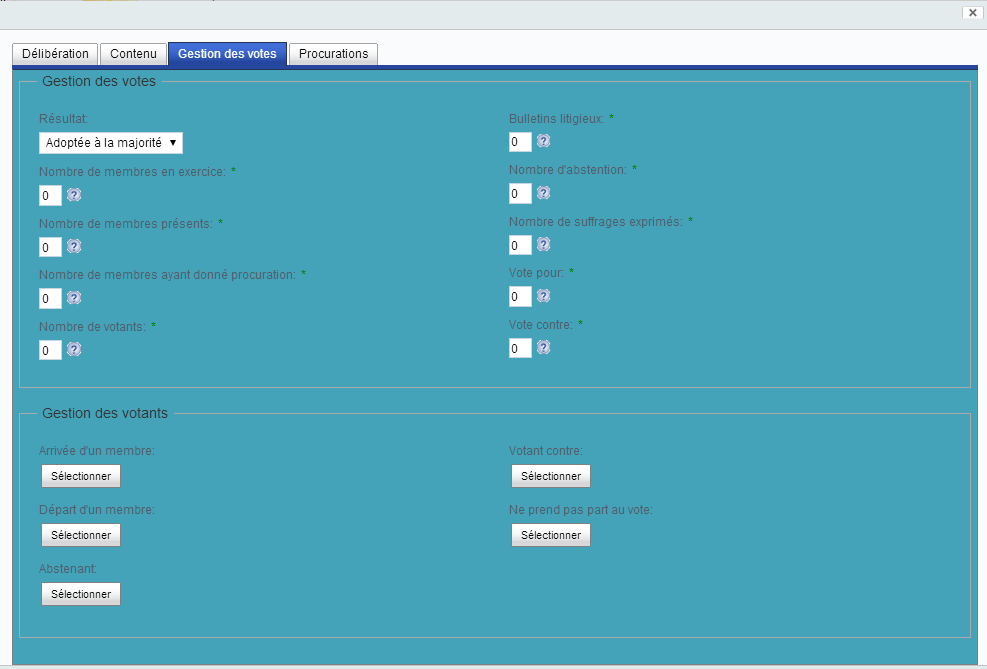 Délibération Contenu Gestion des votes Procurations
Gestion des votes
Résultat:
Adoptée à la majorité
Nombre de membres en exercice: *
0
Nombre de membres présents: *
0
Nombre de membres ayant donné procuration: *
0
Nombre de votants: *
0
Bulletins litigieux: *
0
Nombre d'abstention: *
0
Nombre de suffrages exprimés: *
0
Vote pour: *
0
Vote contre: *
0
Gestion des votants
Arrivée d'un membre:
Sélectionner
Départ d'un membre:
Sélectionner
Abstenant:
Sélectionner
Votant contre:
Sélectionner
Ne prend pas part au vote:
Sélectionner